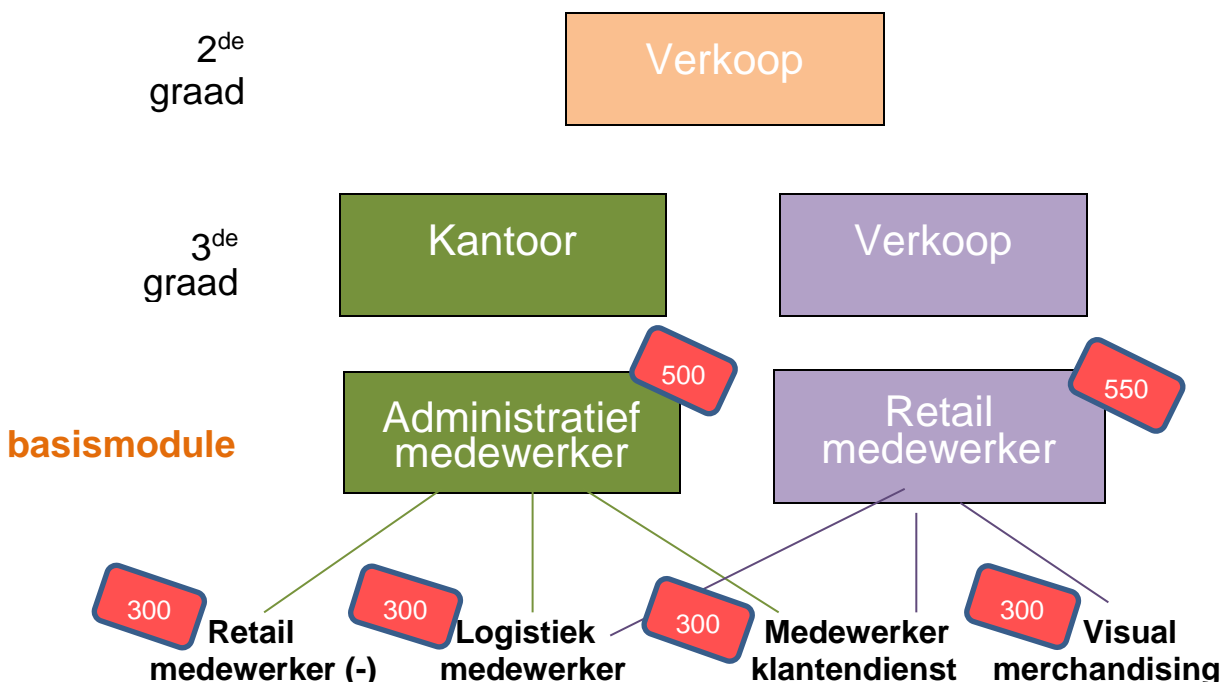 2de
graad
Verkoop
3de
graad
Kantoor
Verkoop
500
550
basismodule
Administratief
medewerker
Retail
medewerker
300
300
300
300
Retail
medewerker (-)
Logistiek
medewerker
Medewerker
klantendienst
Visual
merchandising